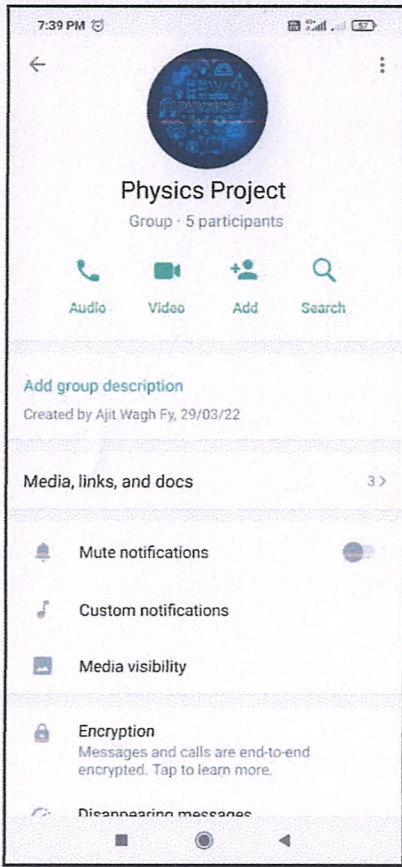 7:39 PM
57
PHYSICS
Physics Project
Group · 5 participants
Audio Video Add Search
Add group description
Created by Ajit Wagh Fy, 29/03/22
Media, links, and docs 3 >
Mute notifications
Custom notifications
Media visibility
Encryption
Messages and calls are end-to-end
encrypted. Tap to learn more.
Disappearing messages